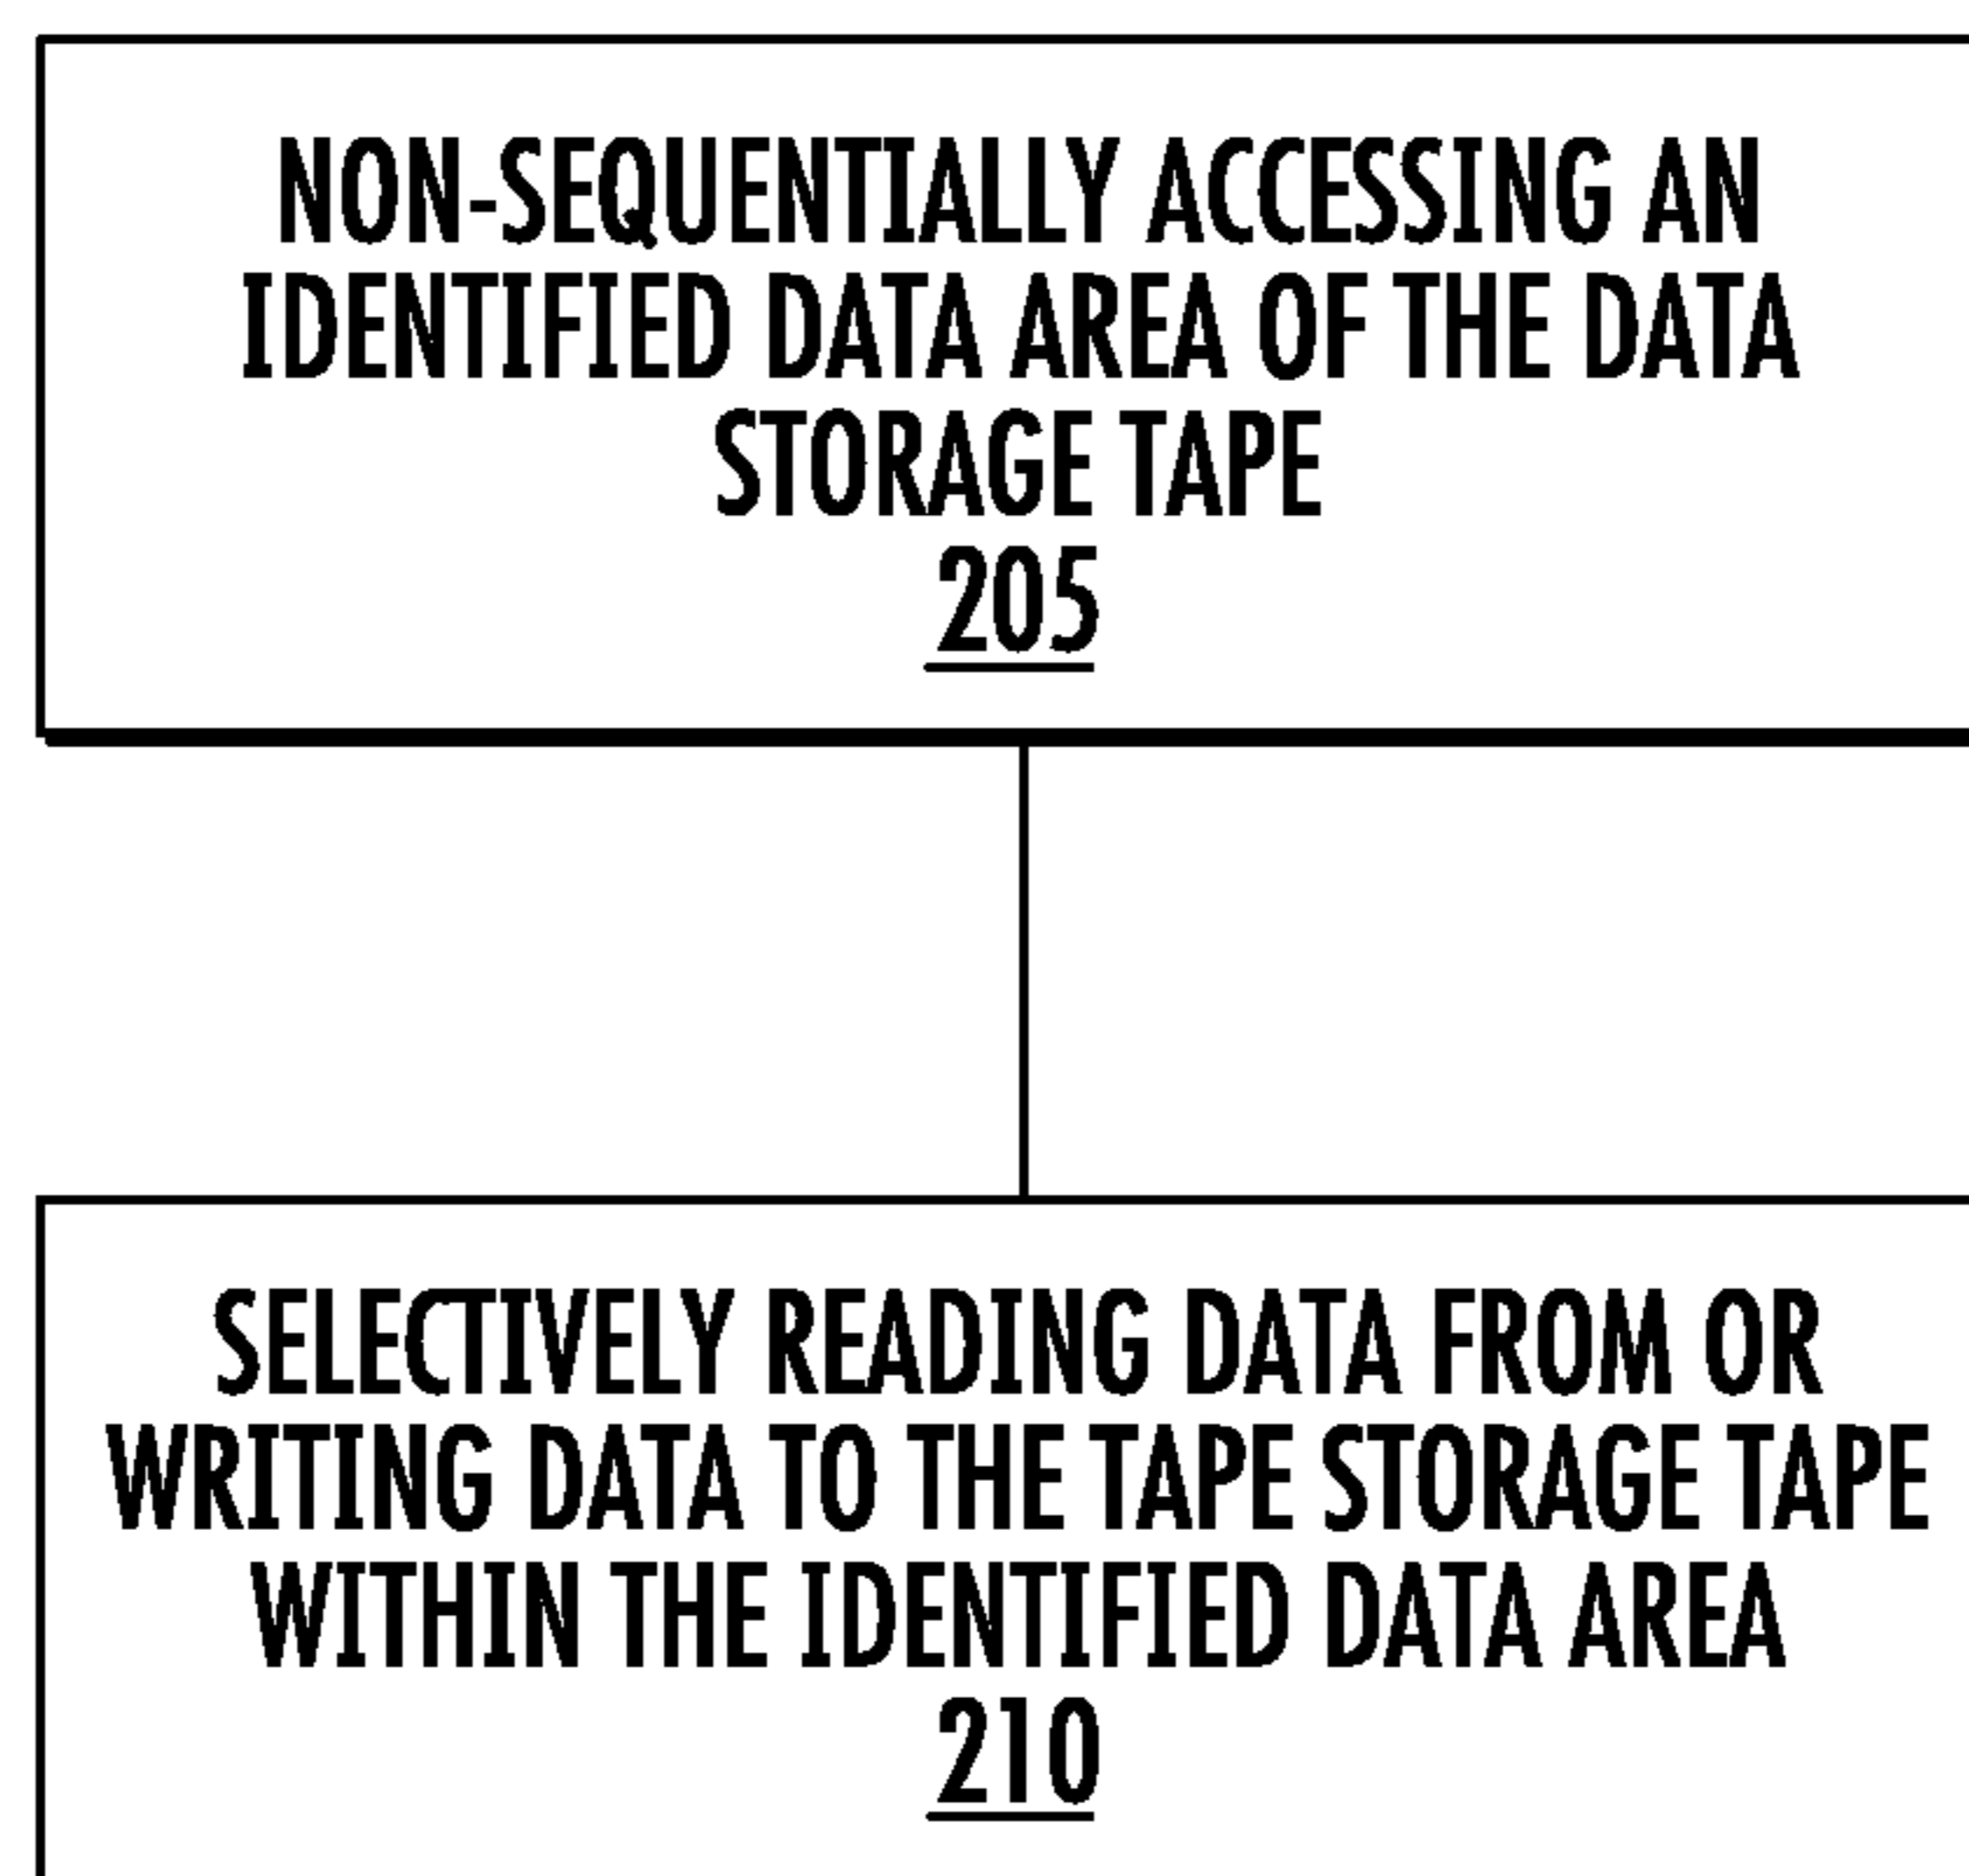 NON-SEQUENTIALLY ACCESSING AN
IDENTIFIED DATA AREA OF THE DATA
STORAGE TAPE
205
SELECTIVELY READING DATA FROM OR
WRITING DATA TO THE TAPE STORAGE TAPE
WITHIN THE IDENTIFIED DATA AREA
210